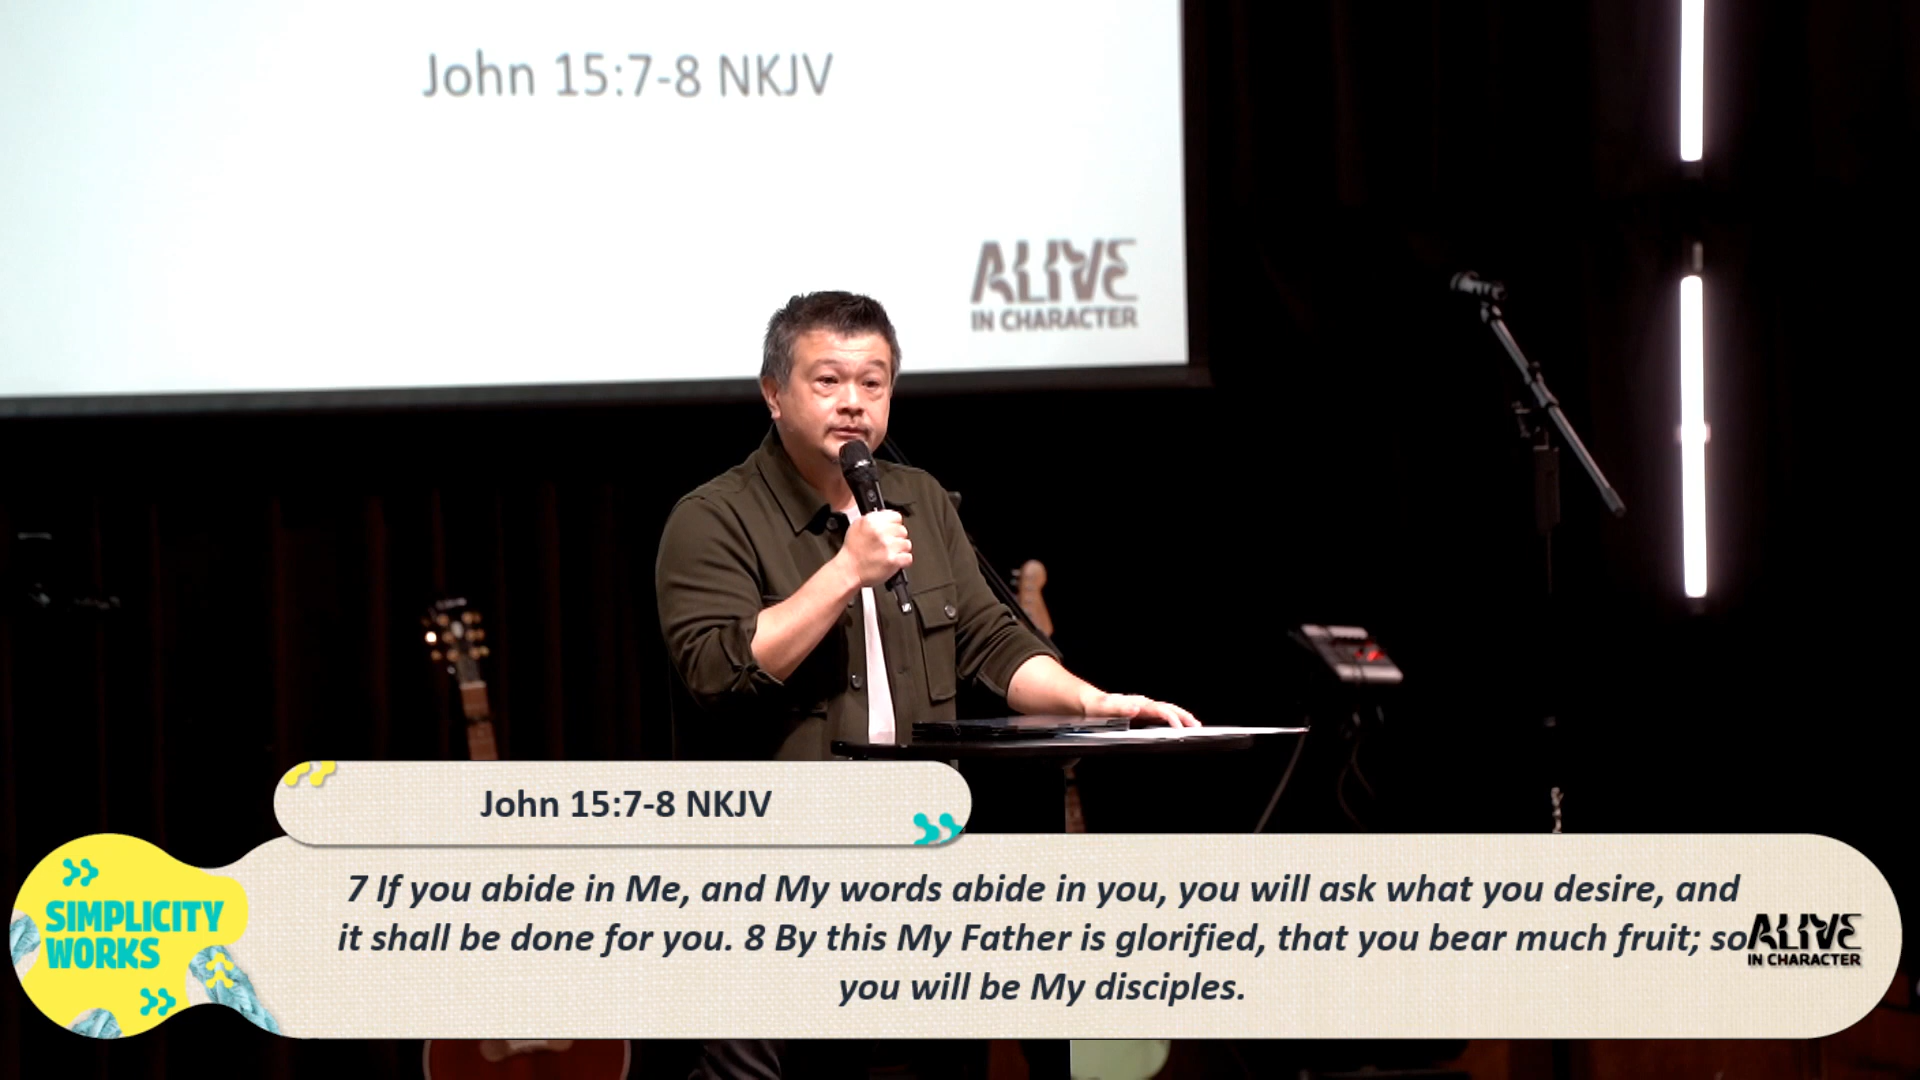 John 15:7-8 NKJV
ALIVE
IN CHARACTER
John 15:7-8 NKJV
SIMPLICITY
WORKS
7 If you abide in Me, and My words abide in you, you will ask what you desire, and
it shall be done for you. 8 By this My Father is glorified, that you bear much fruit; so
you will be My disciples.
ALIVE
IN CHARACTER